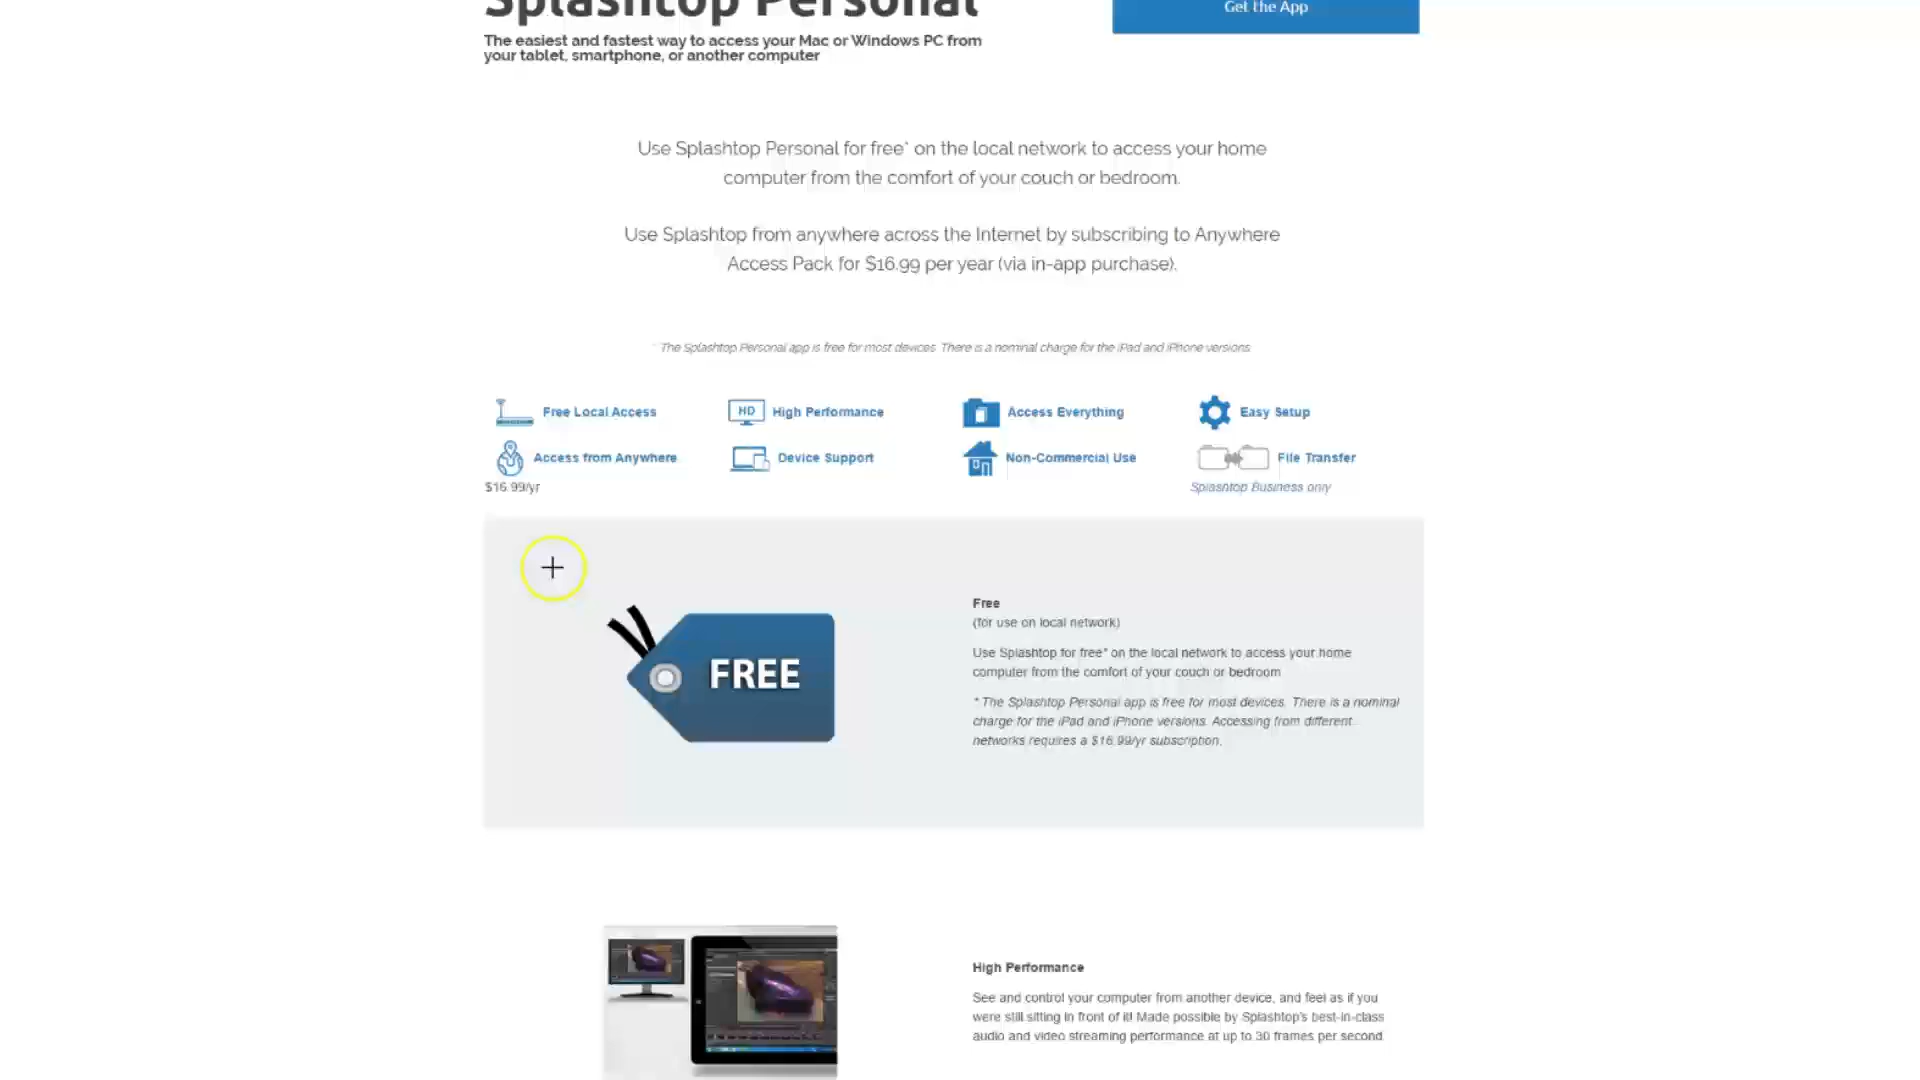 Splashtop Personal
Get the App
The easiest and fastest way to access your Mac or Windows PC from
your tablet, smartphone, or another computer
Use Splashtop Personal for free* on the local network to access your home
computer from the comfort of your couch or bedroom.
Use Splashtop from anywhere across the Internet by subscribing to Anywhere
Access Pack for $16.99 per year (via in-app purchase).
* The Splashtop Personal app is free for most devices. There is a nominal charge for the iPad and iPhone versions.
Free Local Access
HD High Performance
Access Everything
Easy Setup
Access from Anywhere
Device Support
Non-Commercial Use
File Transfer
$16.99/yr
Splashtop Business only
FREE
Free
(for use on local network)
Use Splashtop for free* on the local network to access your home
computer from the comfort of your couch or bedroom
* The Splashtop Personal app is free for most devices. There is a nominal
charge for the iPad and iPhone versions. Accessing from different
networks requires a $16.99/yr subscription.
High Performance
See and control your computer from another device, and feel as if you
were still sitting in front of it! Made possible by Splashtop's best-in-class
audio and video streaming performance at up to 30 frames per second.